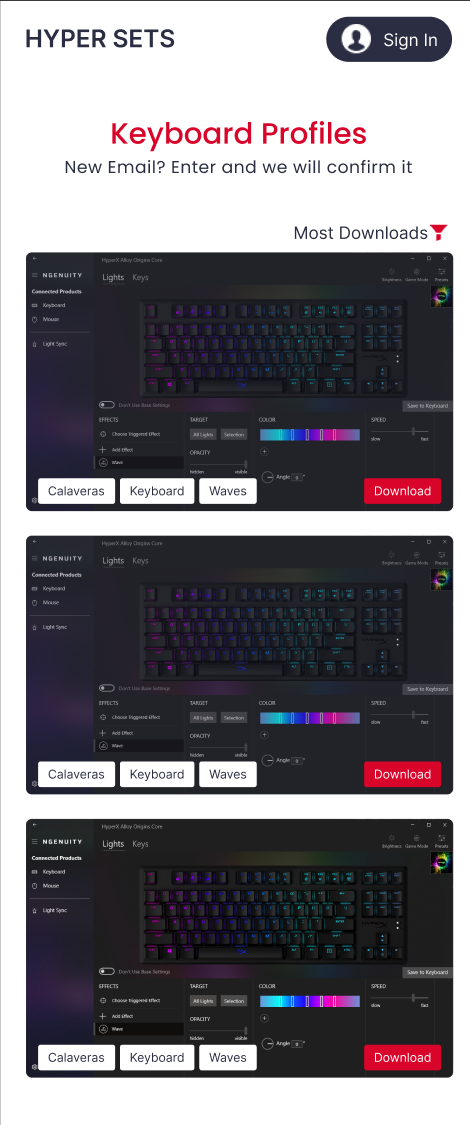 HYPER SETS
Sign In
Keyboard Profiles
New Email? Enter and we will confirm it
Most Downloads
HyperX Alloy Origins Core
NGENUITY
Lights Keys
Brightness Game Mode Presets
Connected Products
Keyboard
Mouse
Light Sync
Don't Use Base Settings
Save to Keyboard
EFFECTS TARGET COLOR SPEED
Choose Triggered Effect
All Lights Selection
slow fast
Add Effect
OPACITY
Wave
hidden visible
Angle 0°
Calaveras Keyboard Waves Download
HyperX Alloy Origins Core
NGENUITY
Lights Keys
Brightness Game Mode Presets
Connected Products
Keyboard
Mouse
Light Sync
Don't Use Base Settings
Save to Keyboard
EFFECTS TARGET COLOR SPEED
Choose Triggered Effect
All Lights Selection
slow fast
Add Effect
OPACITY
Wave
hidden visible
Angle 0°
Calaveras Keyboard Waves Download
HyperX Alloy Origins Core
NGENUITY
Lights Keys
Brightness Game Mode Presets
Connected Products
Keyboard
Mouse
Light Sync
Don't Use Base Settings
Save to Keyboard
EFFECTS TARGET COLOR SPEED
Choose Triggered Effect
All Lights Selection
slow fast
Add Effect
OPACITY
Wave
hidden visible
Angle 0°
Calaveras Keyboard Waves Download